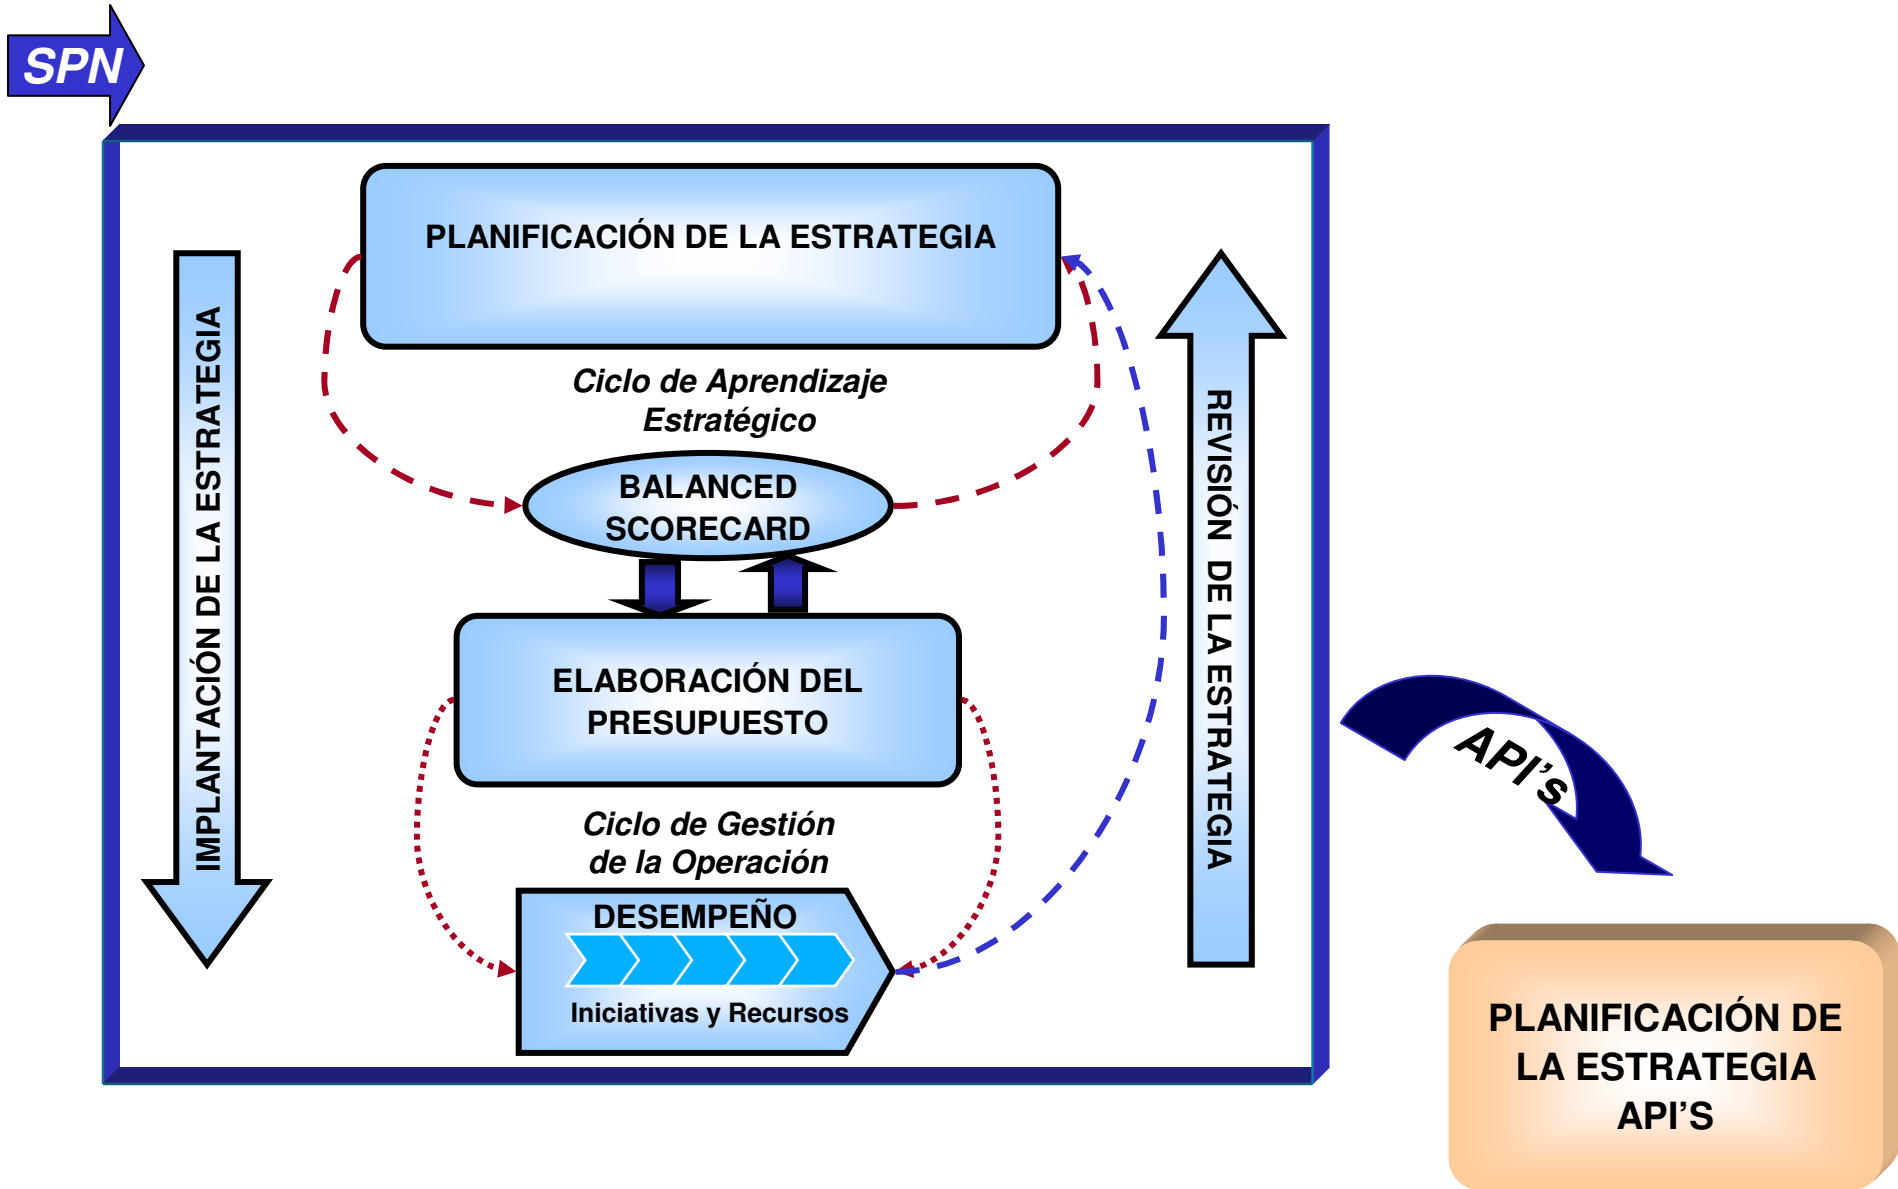 SPN
PLANIFICACIÓN DE LA ESTRATEGIA
IMPLANTACIÓN DE LA ESTRATEGIA
Ciclo de Aprendizaje
Estratégico
BALANCED
SCORECARD
REVISIÓN DE LA ESTRATEGIA
ELABORACIÓN DEL
PRESUPUESTO
Ciclo de Gestión
de la Operación
DESEMPEÑO
Iniciativas y Recursos
API's
PLANIFICACIÓN DE
LA ESTRATEGIA
API'S